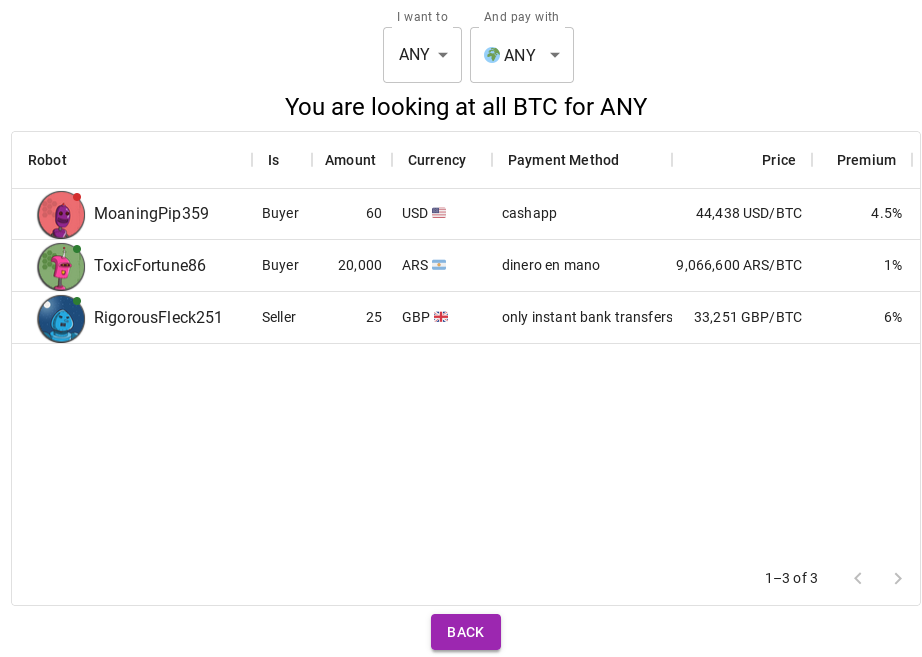 I want to And pay with
ANY ANY
You are looking at all BTC for ANY
Robot Is Amount Currency Payment Method Price Premium
MoaningPip359 Buyer 60 USD cashapp 44,438 USD/BTC 4.5%
ToxicFortune86 Buyer 20,000 ARS dinero en mano 9,066,600 ARS/BTC 1%
RigorousFleck251 Seller 25 GBP only instant bank transfers 33,251 GBP/BTC 6%
1–3 of 3
BACK